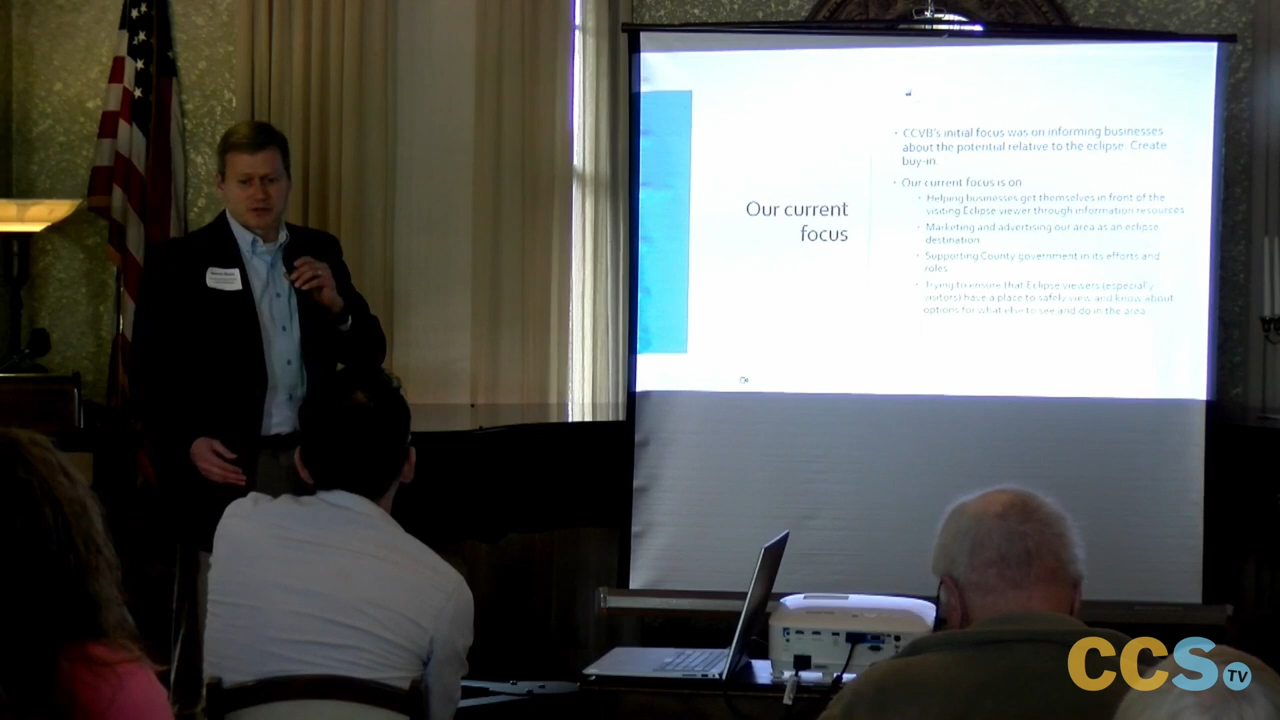 Our current
focus
• CCVB's initial focus was on informing businesses
about the potential relative to the eclipse. Create
buy-in.
• Our current focus is on
• Helping businesses get themselves in front of the
visiting Eclipse viewer through information resources
• Marketing and advertising our area as an eclipse
destination
• Supporting County government in its efforts and
roles
• Trying to ensure that Eclipse viewers (especially
visitors) have a place to safely view and know about
options for what else to see and do in the area.
CCS TV